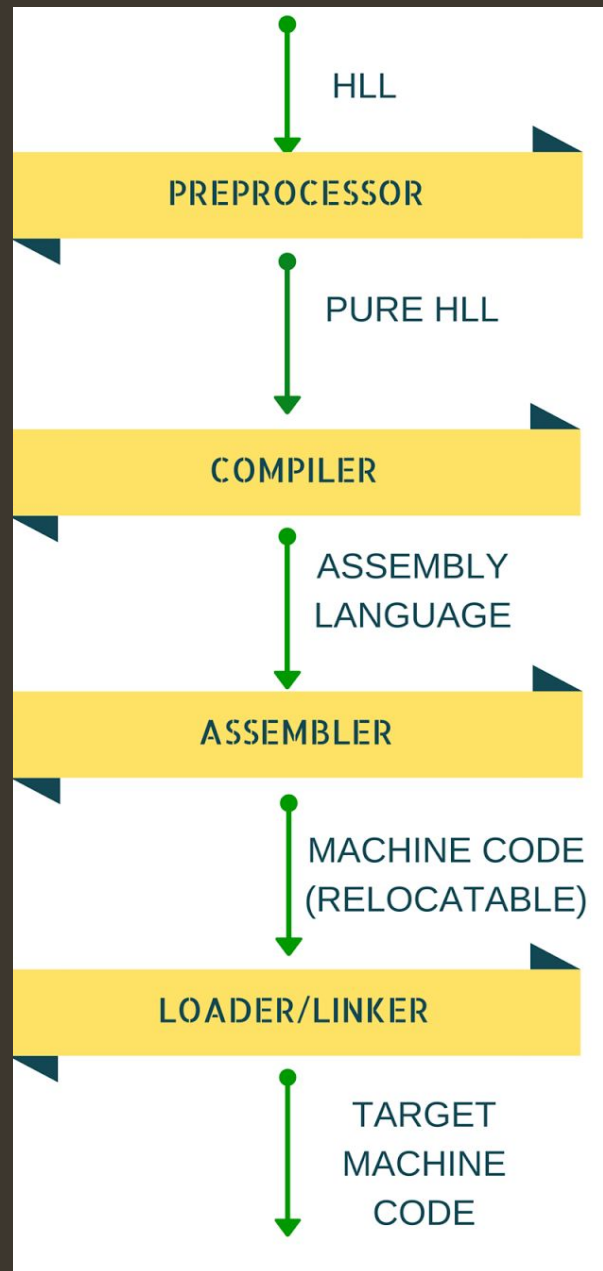 HLL
PREPROCESSOR
PURE HLL
COMPILER
ASSEMBLY
LANGUAGE
ASSEMBLER
MACHINE CODE
(RELOCATABLE)
LOADER/LINKER
TARGET
MACHINE
CODE